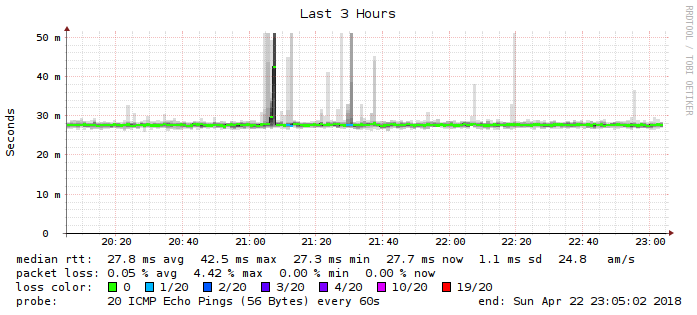 Last 3 Hours
RRDTOOL / TOBI OETIKER
Seconds
50 m
40 m
30 m
20 m
10 m
0
20:20 20:40 21:00 21:20 21:40 22:00 22:20 22:40 23:00
median rtt: 27.8 ms avg 42.5 ms max 27.3 ms min 27.7 ms now 1.1 ms sd 24.8 am/s
packet loss: 0.05 % avg 4.42 % max 0.00 % min 0.00 % now
loss color: 0 1/20 2/20 3/20 4/20 10/20 19/20
probe: 20 ICMP Echo Pings (56 Bytes) every 60s end: Sun Apr 22 23:05:02 2018